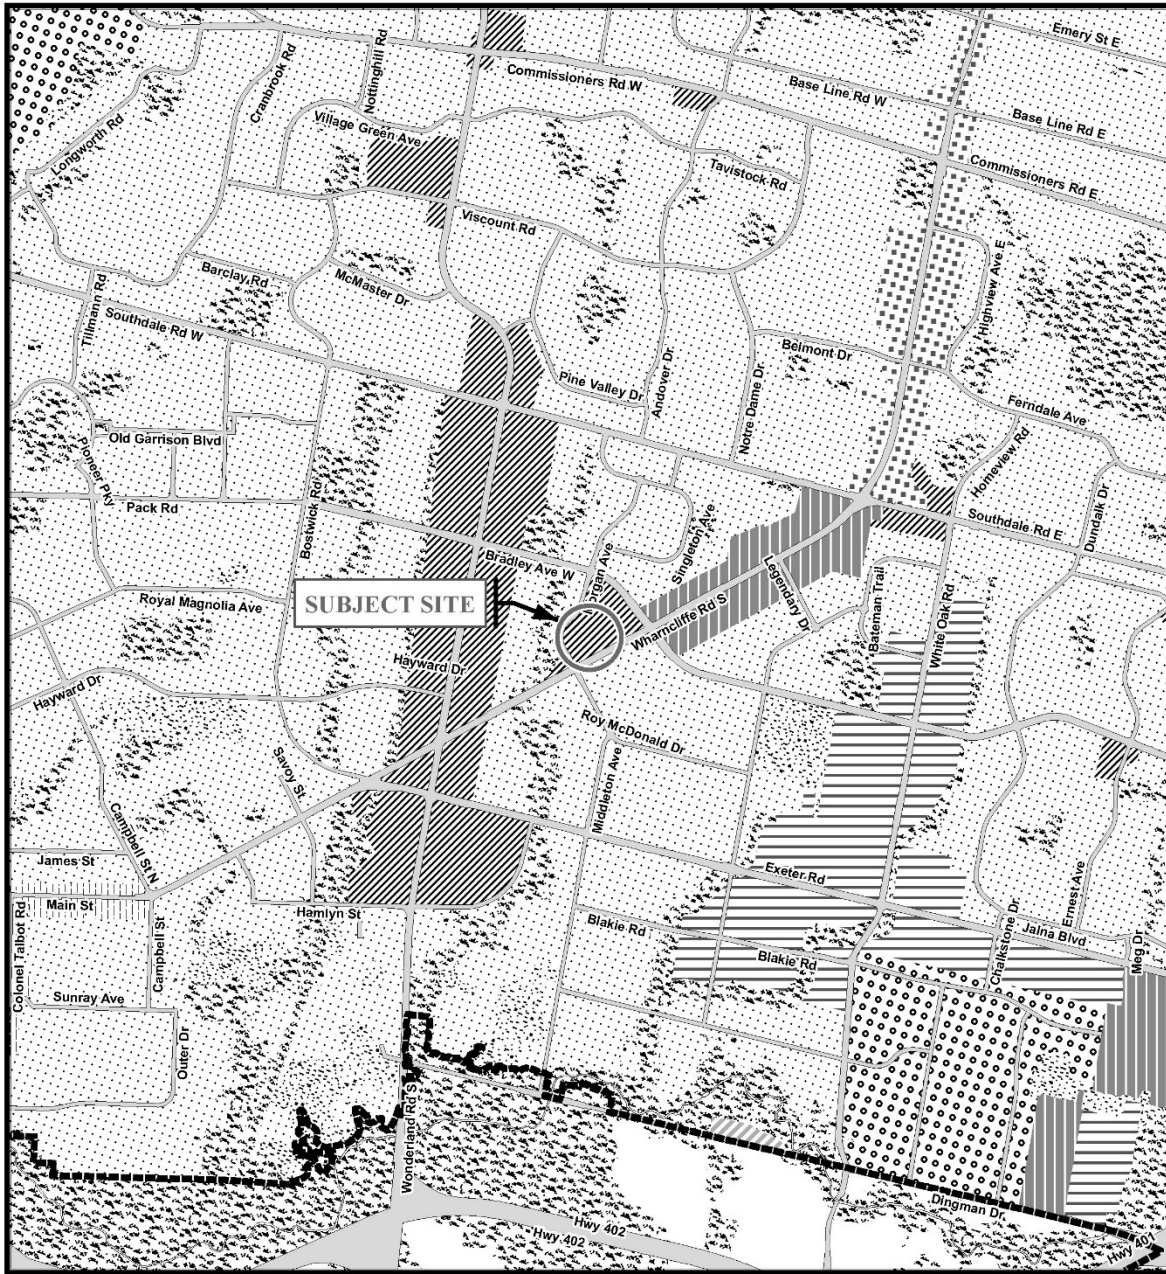 Emery St E
Commissioners Rd W
Base Line Rd W
Base Line Rd E
Commissioners Rd E
Nottinghill Rd
Cranbrook Rd
Village Green Ave
Longworth Rd
Tavistock Rd
Viscount Rd
Highview Ave E
Barclay Rd
McMaster Dr
Tillmann Rd
Southdale Rd W
Belmont Dr
Pine Valley Dr
Andover Dr
Notre Dame Dr
Ferndale Ave
Homeview Rd
Old Garrison Blvd
Pioneer Pky
Pack Rd
Bostwick Rd
Dundalk Dr
Southdale Rd E
Singleton Ave
Bradley Ave W
organ Ave
Legendary Dr
Royal Magnolia Ave
SUBJECT SITE
Wharncliffe Rd S
Bateman Trail
White Oak Rd
Hayward Dr
Hayward Dr
Roy McDonald Dr
Savoy St
Middleton Ave
Campbell St N
James St
Main St
Exeter Rd
Ernest Ave
Hamlyn St
Colonel Talbot Rd
Campbell St
Blakie Rd
Chalkstone Dr
Jalna Blvd
Meg Dr
Blakie Rd
Sunray Ave
Outer Dr
Wonderland Rd S
Dingman Dr
Hwy 402
Hwy 402
Hwy 401